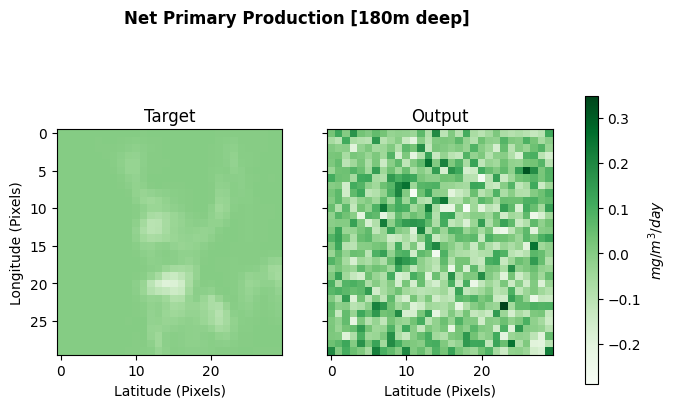 Net Primary Production [180m deep]
Target
Output
0
5
10
15
20
25
Longitude (Pixels)
0
10
20
Latitude (Pixels)
0
10
20
Latitude (Pixels)
0.3
0.2
0.1
0.0
−0.1
−0.2
mg/m³/day